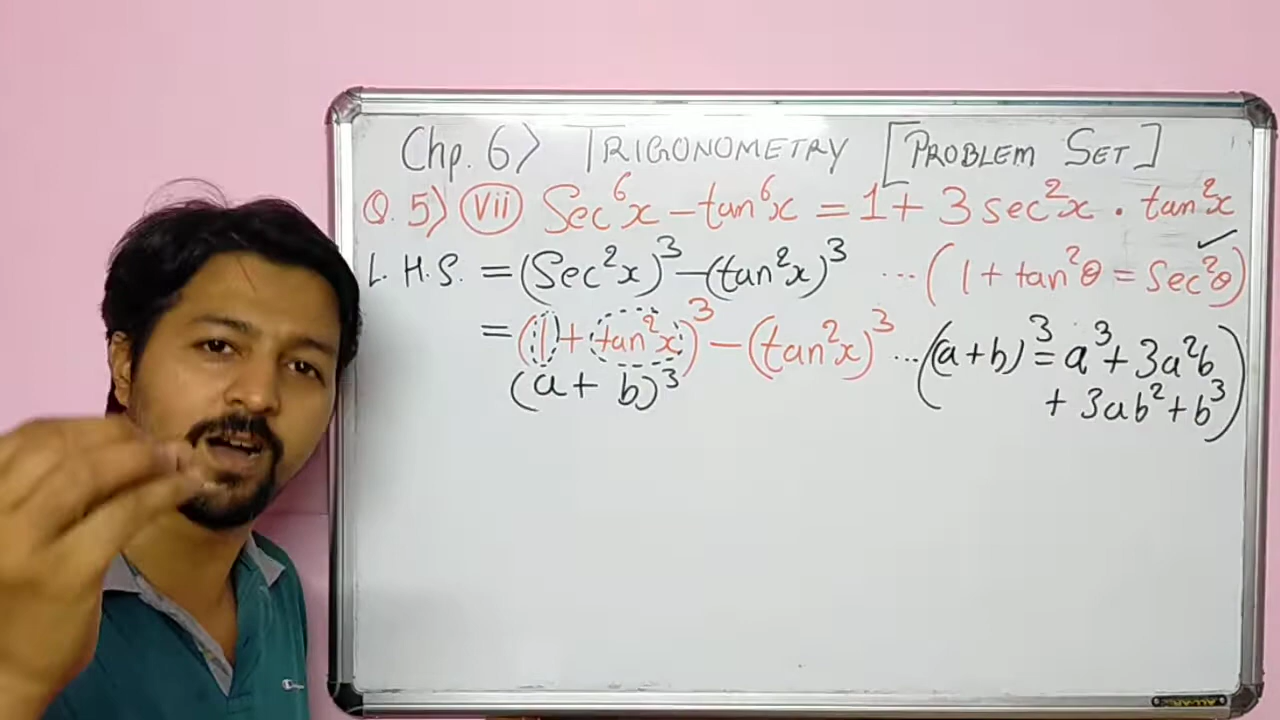 Chp. 6> TRIGONOMETRY [PROBLEM SET]
Q. 5) (vii) Sec⁶x - tan⁶x = 1 + 3 sec²x · tan²x
L. H. S. = (Sec²x)³ - (tan²x)³ ... (1 + tan²θ = Sec²θ) ✓
= (1 + tan²x)³ - (tan²x)³ ... ((a+b)³ = a³ + 3a²b
+ 3ab² + b³)
(a + b)³
Champion